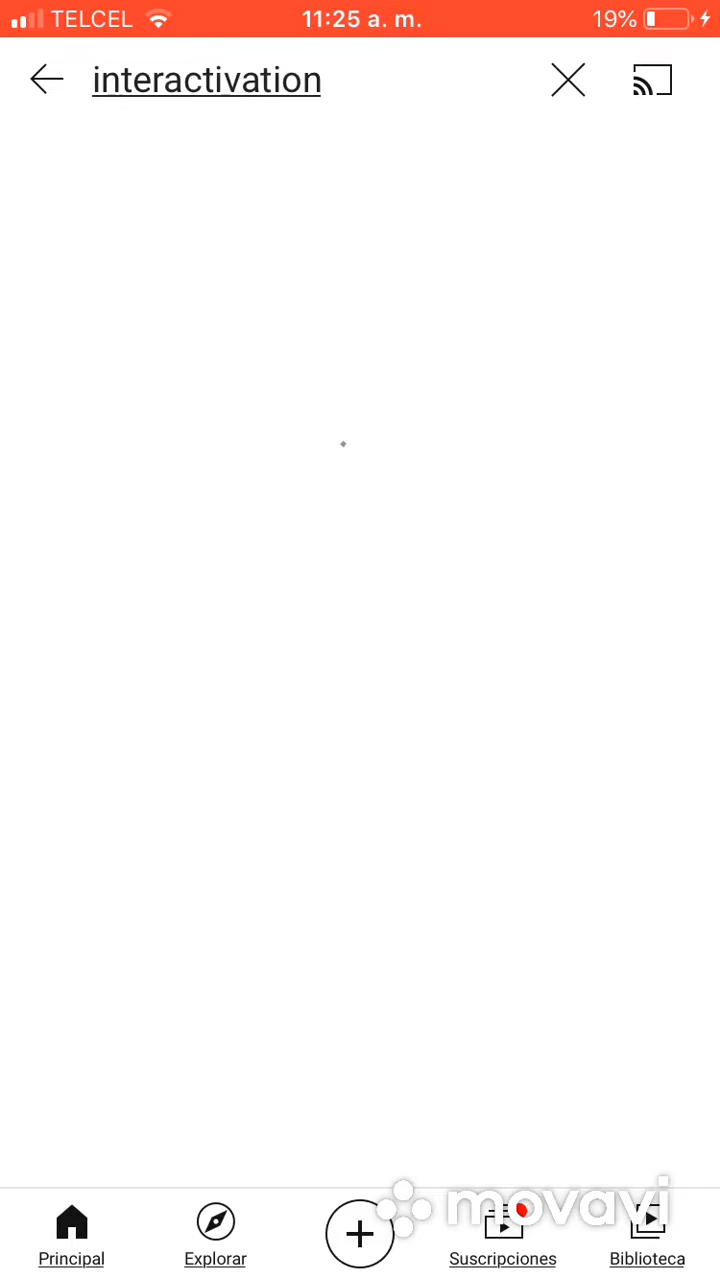 TELCEL 11:25 a. m. 19%
interactivation
movavi
Principal Explorar Suscripciones Biblioteca